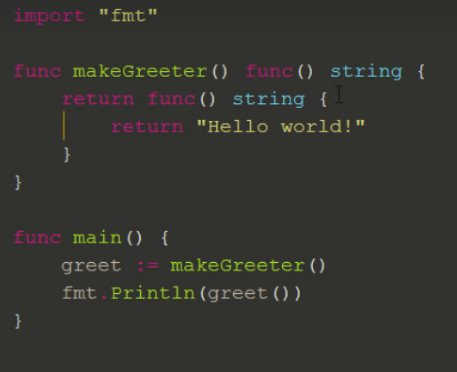 import "fmt"

func makeGreeter() func() string {
    return func() string {
        return "Hello world!"
    }
}

func main() {
    greet := makeGreeter()
    fmt.Println(greet())
}